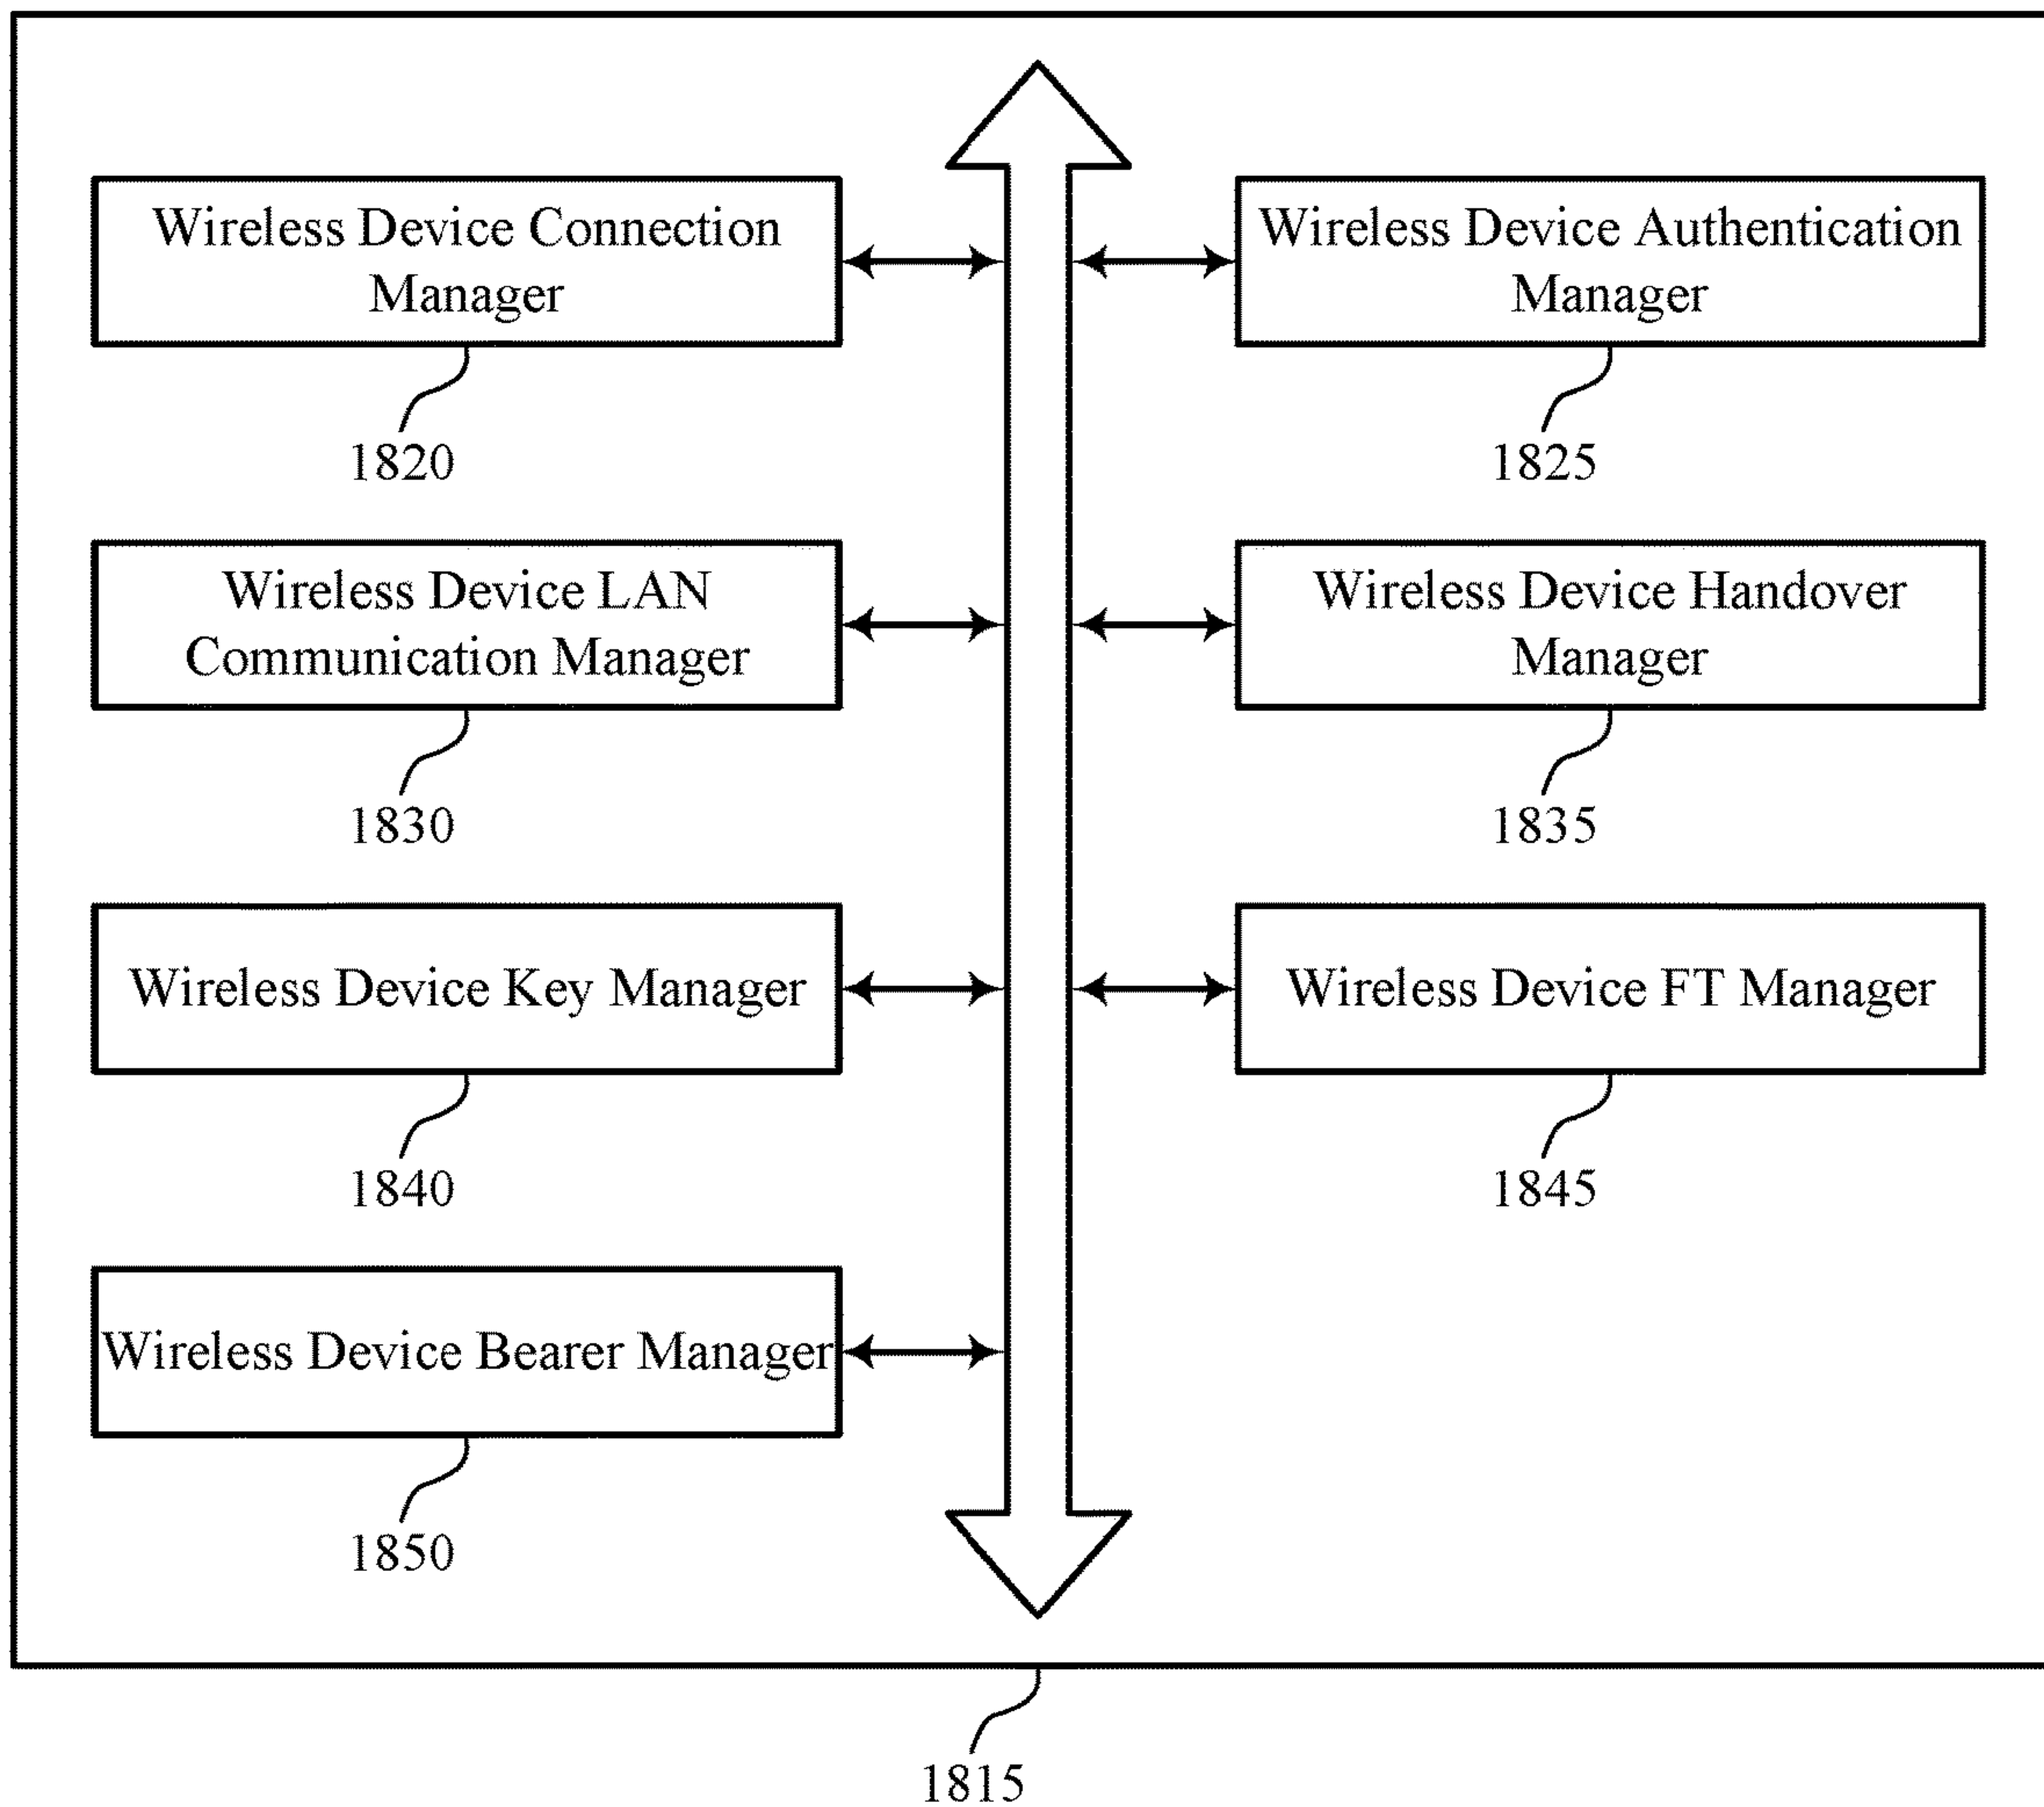 Wireless Device Connection
Manager
1820
Wireless Device Authentication
Manager
1825
Wireless Device LAN
Communication Manager
1830
Wireless Device Handover
Manager
1835
Wireless Device Key Manager
1840
Wireless Device FT Manager
1845
Wireless Device Bearer Manager
1850
1815